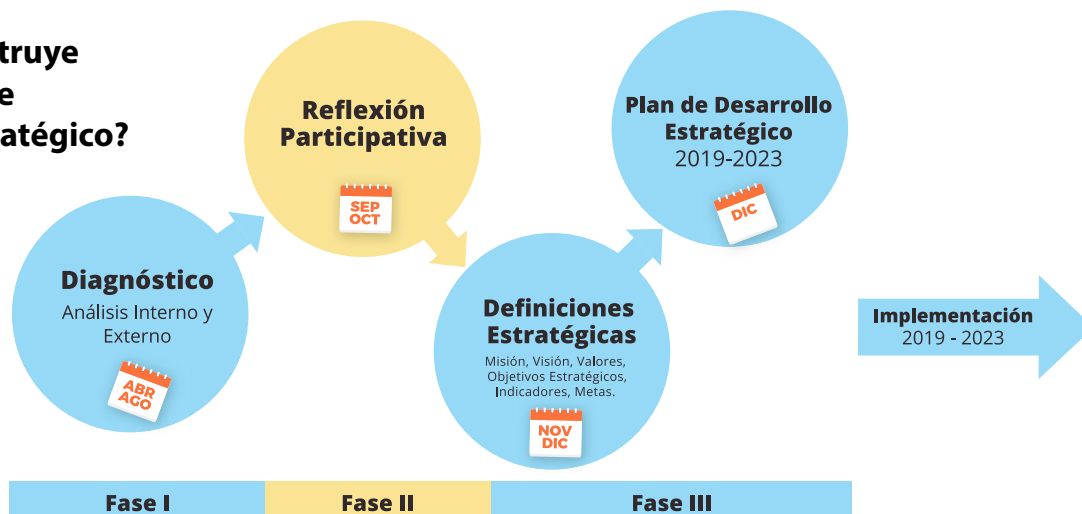 truye
e
atégico?
Diagnóstico
Análisis Interno y
Externo
ABR
AGO
Reflexión
Participativa
SEP
OCT
Definiciones
Estratégicas
Misión, Visión, Valores,
Objetivos Estratégicos,
Indicadores, Metas.
NOV
DIC
Plan de Desarrollo
Estratégico
2019-2023
DIC
Implementación
2019 - 2023
Fase I
Fase II
Fase III